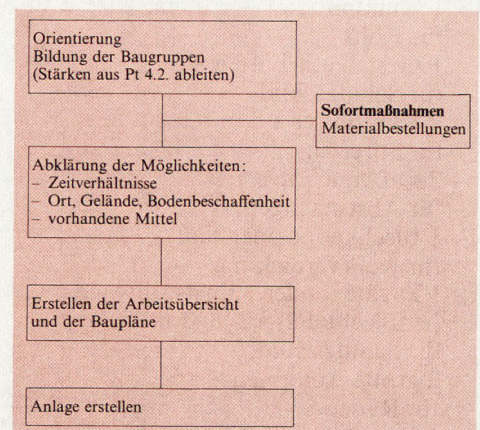 Orientierung
Bildung der Baugruppen
(Stärken aus Pt 4.2. ableiten)
Sofortmaßnahmen
Materialbestellungen
Abklärung der Möglichkeiten:
– Zeitverhältnisse
– Ort, Gelände, Bodenbeschaffenheit
– vorhandene Mittel
Erstellen der Arbeitsübersicht
und der Baupläne
Anlage erstellen